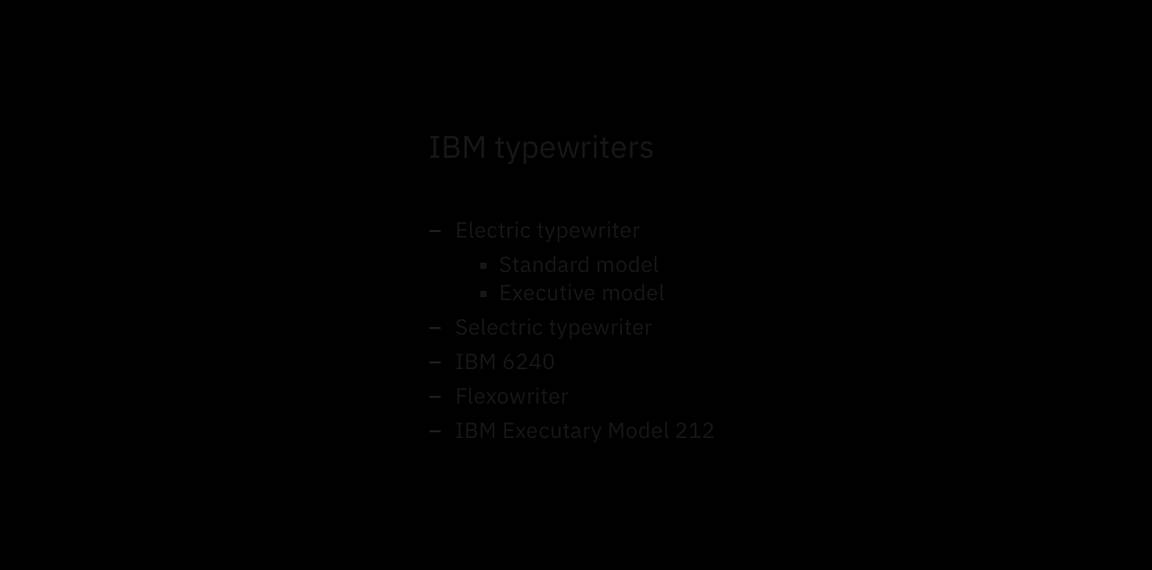 IBM typewriters
– Electric typewriter
▪ Standard model
▪ Executive model
– Selectric typewriter
– IBM 6240
– Flexowriter
– IBM Executary Model 212